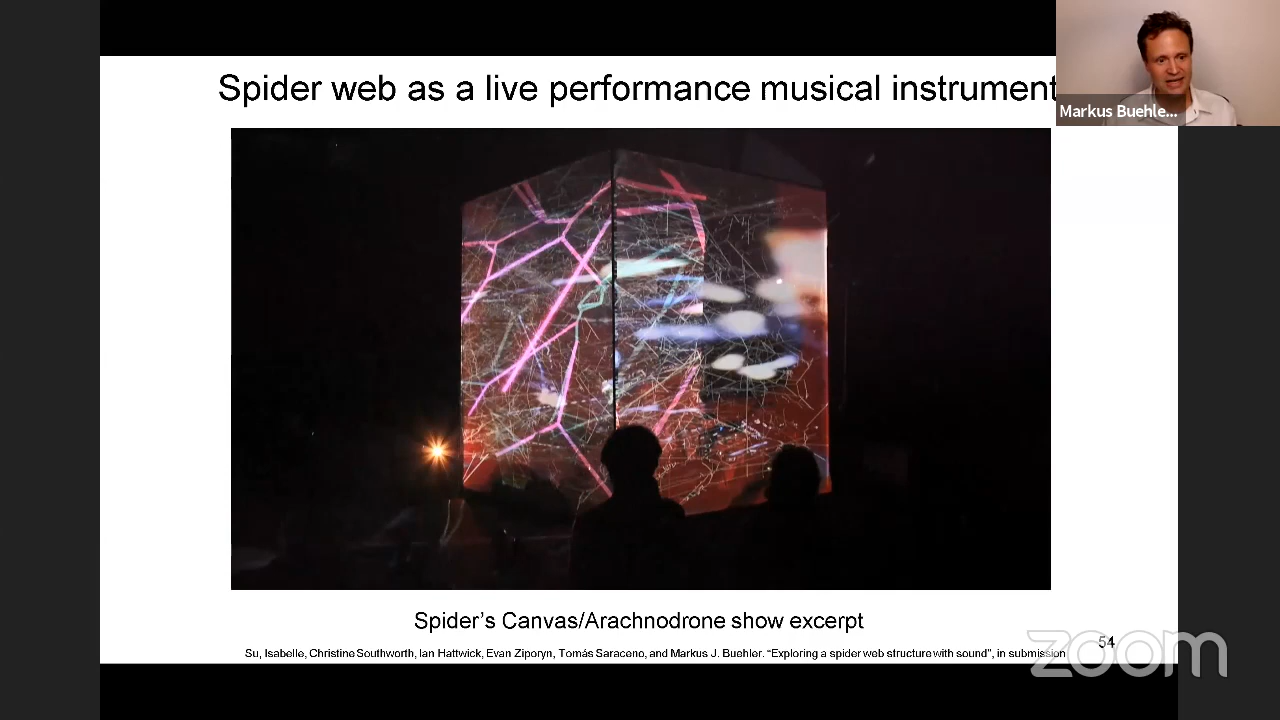 Spider web as a live performance musical instrument
Markus Buehle...
Spider's Canvas/Arachnodrone show excerpt
54
Su, Isabelle, Christine Southworth, Ian Hattwick, Evan Ziporyn, Tomás Saraceno, and Markus J. Buehler. “Exploring a spider web structure with sound”, in submission
zoom